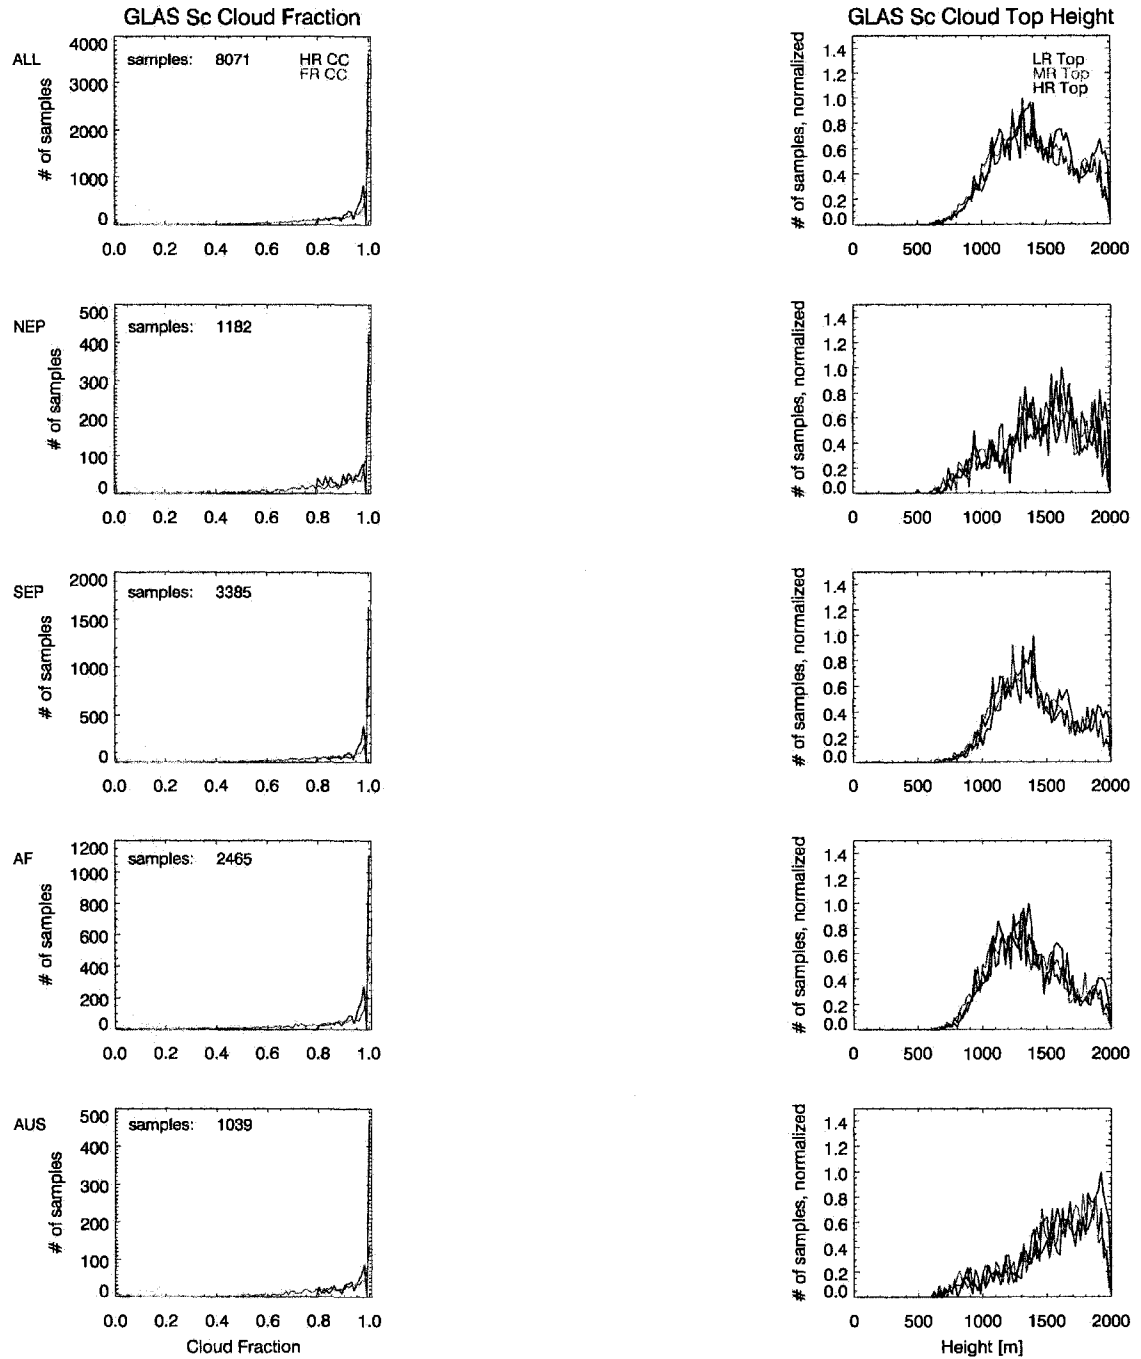 GLAS Sc Cloud Fraction
GLAS Sc Cloud Top Height
ALL
samples: 8071
HR CC
FR CC
# of samples
4000
3000
2000
1000
0
0.0 0.2 0.4 0.6 0.8 1.0
LR Top
MR Top
HR Top
# of samples, normalized
1.4
1.2
1.0
0.8
0.6
0.4
0.2
0.0
0 500 1000 1500 2000
NEP
samples: 1182
# of samples
500
400
300
200
100
0
0.0 0.2 0.4 0.6 0.8 1.0
# of samples, normalized
1.4
1.2
1.0
0.8
0.6
0.4
0.2
0.0
0 500 1000 1500 2000
SEP
samples: 3385
# of samples
2000
1500
1000
500
0
0.0 0.2 0.4 0.6 0.8 1.0
# of samples, normalized
1.4
1.2
1.0
0.8
0.6
0.4
0.2
0.0
0 500 1000 1500 2000
AF
samples: 2465
# of samples
1200
1000
800
600
400
200
0
0.0 0.2 0.4 0.6 0.8 1.0
# of samples, normalized
1.4
1.2
1.0
0.8
0.6
0.4
0.2
0.0
0 500 1000 1500 2000
AUS
samples: 1039
# of samples
500
400
300
200
100
0
0.0 0.2 0.4 0.6 0.8 1.0
Cloud Fraction
# of samples, normalized
1.4
1.2
1.0
0.8
0.6
0.4
0.2
0.0
0 500 1000 1500 2000
Height [m]